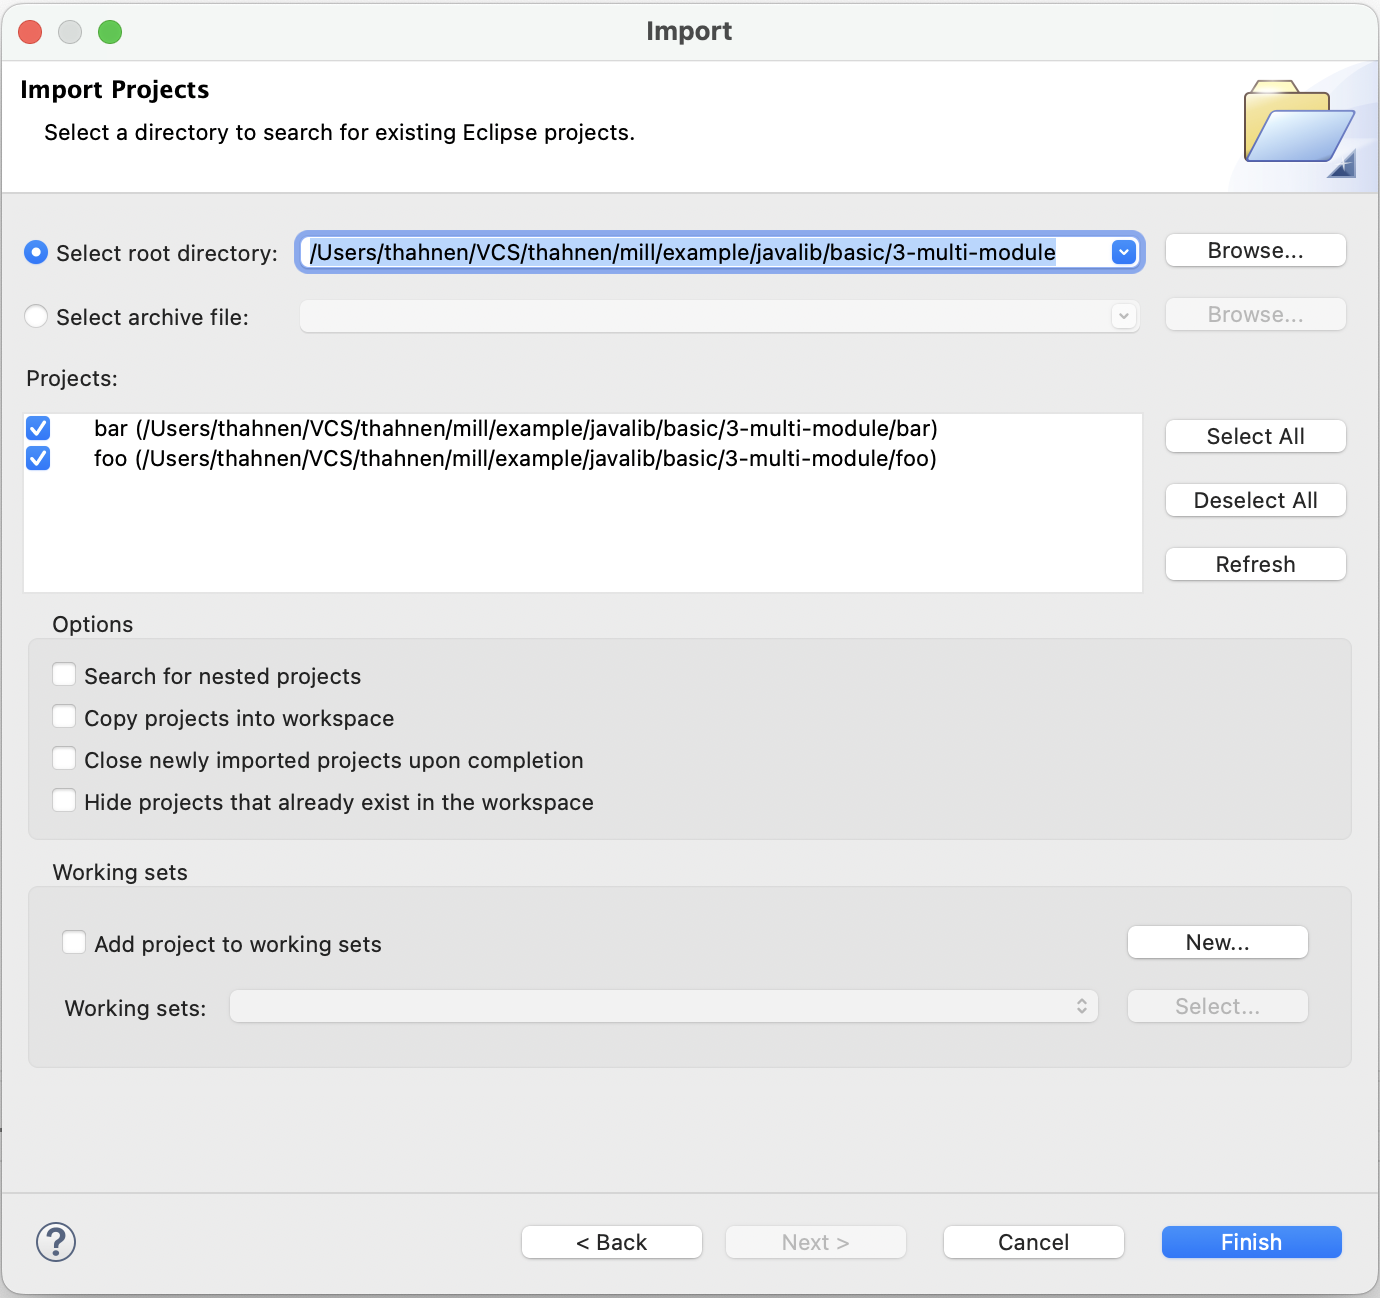 Import
Import Projects
Select a directory to search for existing Eclipse projects.
Select root directory: /Users/thahnen/VCS/thahnen/mill/example/javalib/basic/3-multi-module Browse...
Select archive file: Browse...
Projects:
bar (/Users/thahnen/VCS/thahnen/mill/example/javalib/basic/3-multi-module/bar)
foo (/Users/thahnen/VCS/thahnen/mill/example/javalib/basic/3-multi-module/foo)
Select All
Deselect All
Refresh
Options
Search for nested projects
Copy projects into workspace
Close newly imported projects upon completion
Hide projects that already exist in the workspace
Working sets
Add project to working sets New...
Working sets: Select...
? < Back Next > Cancel Finish